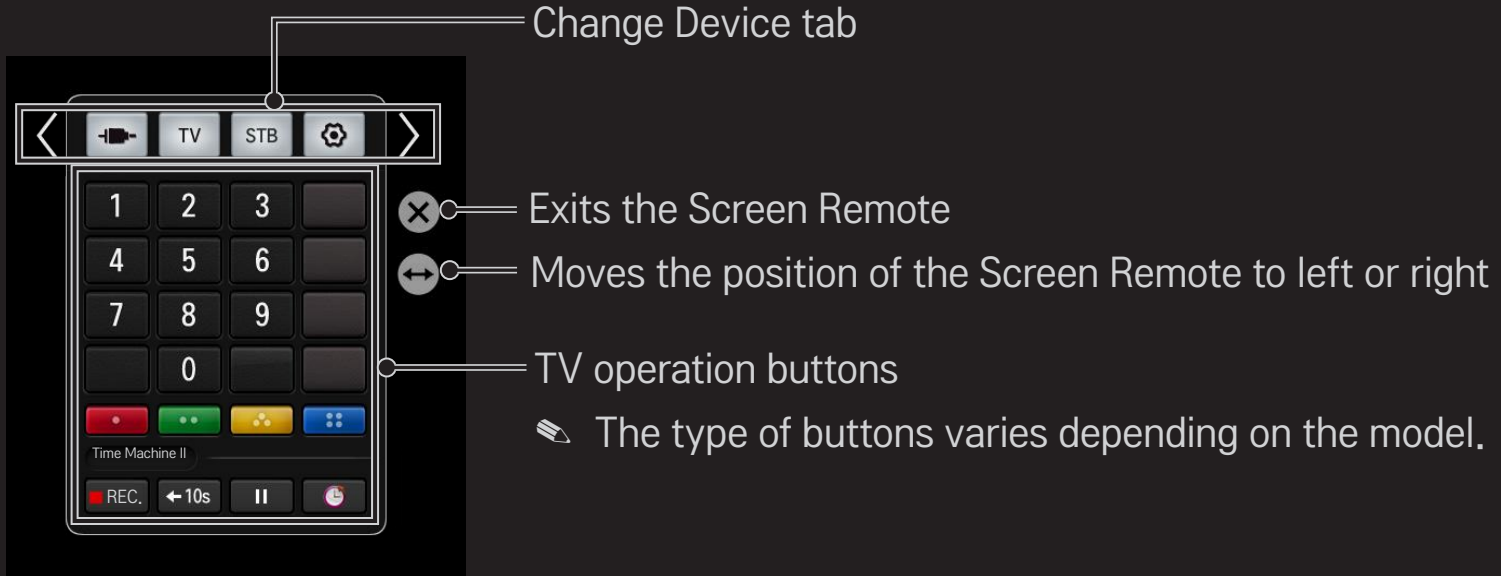 Change Device tab
TV STB
1 2 3
Exits the Screen Remote
4 5 6
Moves the position of the Screen Remote to left or right
7 8 9
0
TV operation buttons
✎ The type of buttons varies depending on the model.
Time Machine II
REC. ←10s